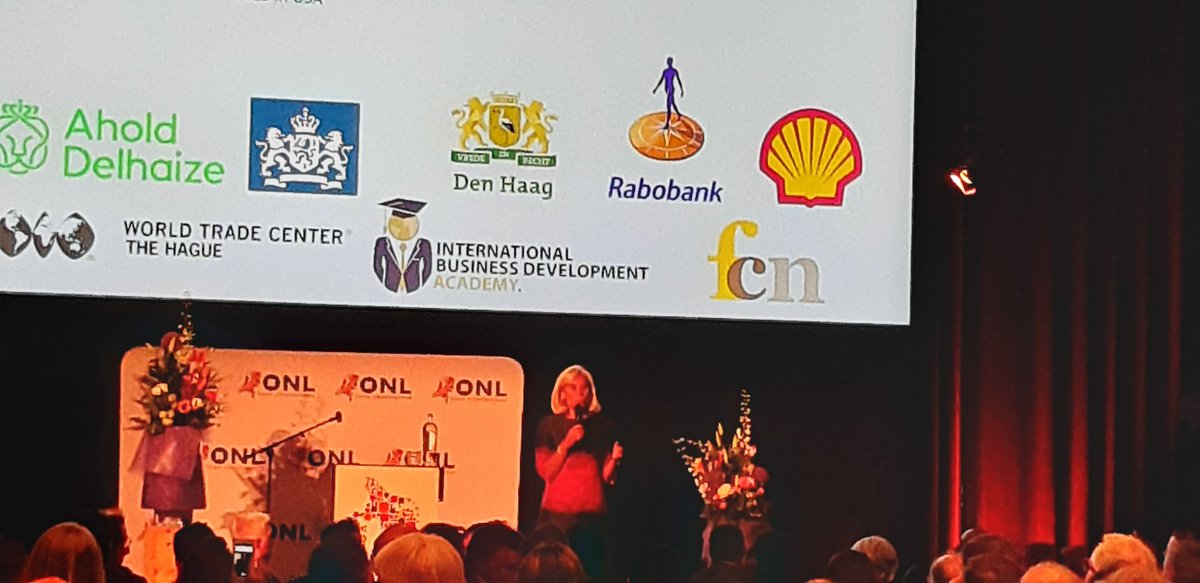 Ahold
Delhaize
VREDE EN RECHT
Den Haag
Rabobank
WORLD TRADE CENTER®
THE HAGUE
INTERNATIONAL
BUSINESS DEVELOPMENT
ACADEMY.
fcn
ONL ONL ONL
ONL ONL
ONL